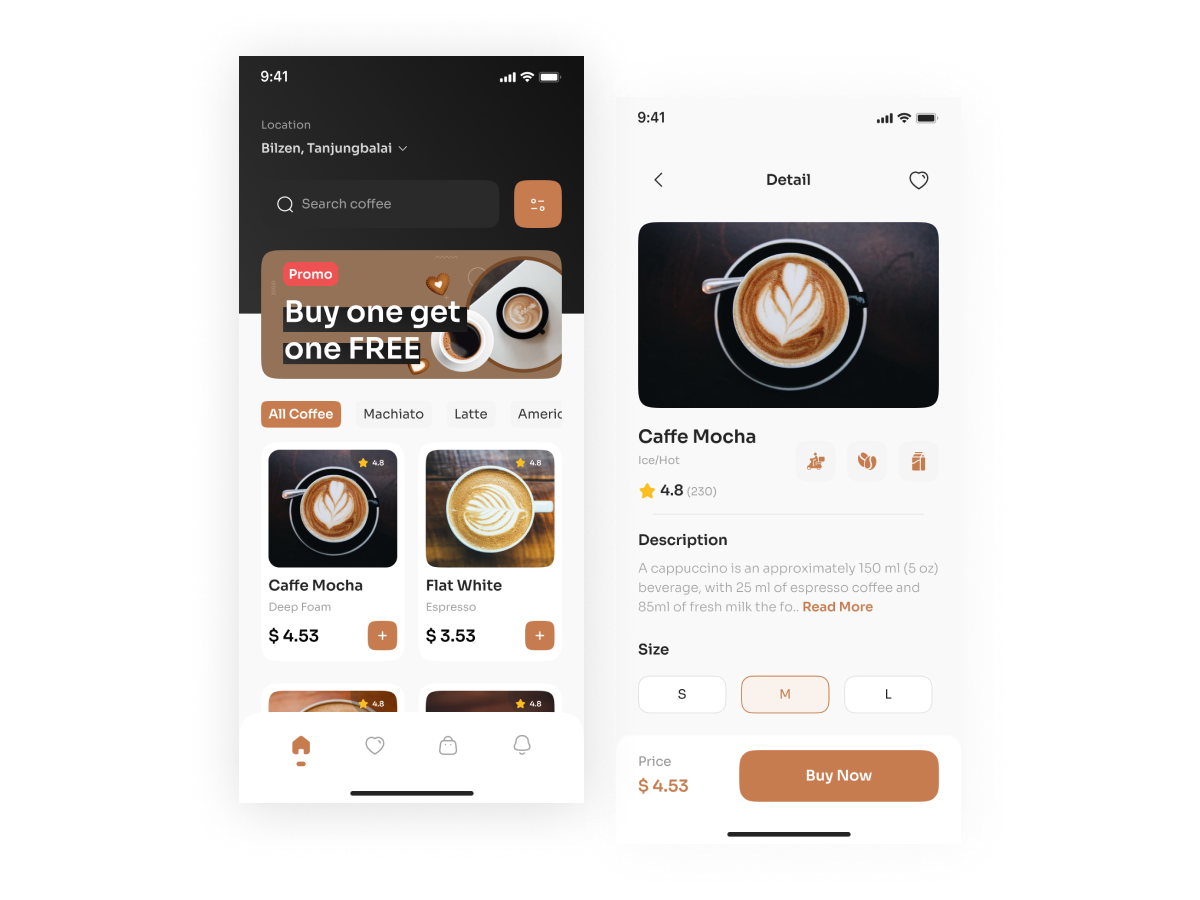 9:41
Location
Bilzen, Tanjungbalai
Search coffee
Promo
Buy one get
one FREE
All Coffee
Machiato
Latte
Americ
4.8
4.8
Caffe Mocha
Flat White
Deep Foam
Espresso
$ 4.53
+
$ 3.53
+
4.8
4.8
9:41
Detail
Caffe Mocha
Ice/Hot
4.8 (230)
Description
A cappuccino is an approximately 150 ml (5 oz)
beverage, with 25 ml of espresso coffee and
85ml of fresh milk the fo.. Read More
Size
S
M
L
Price
$ 4.53
Buy Now